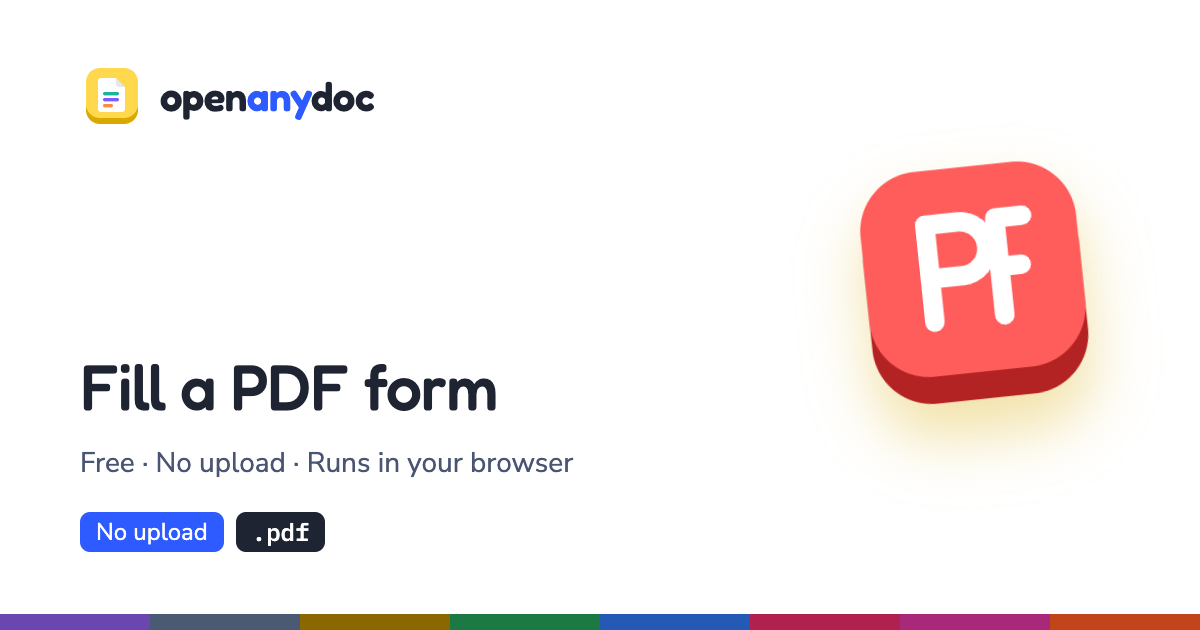 openanydoc
PF
Fill a PDF form
Free · No upload · Runs in your browser
No upload
.pdf